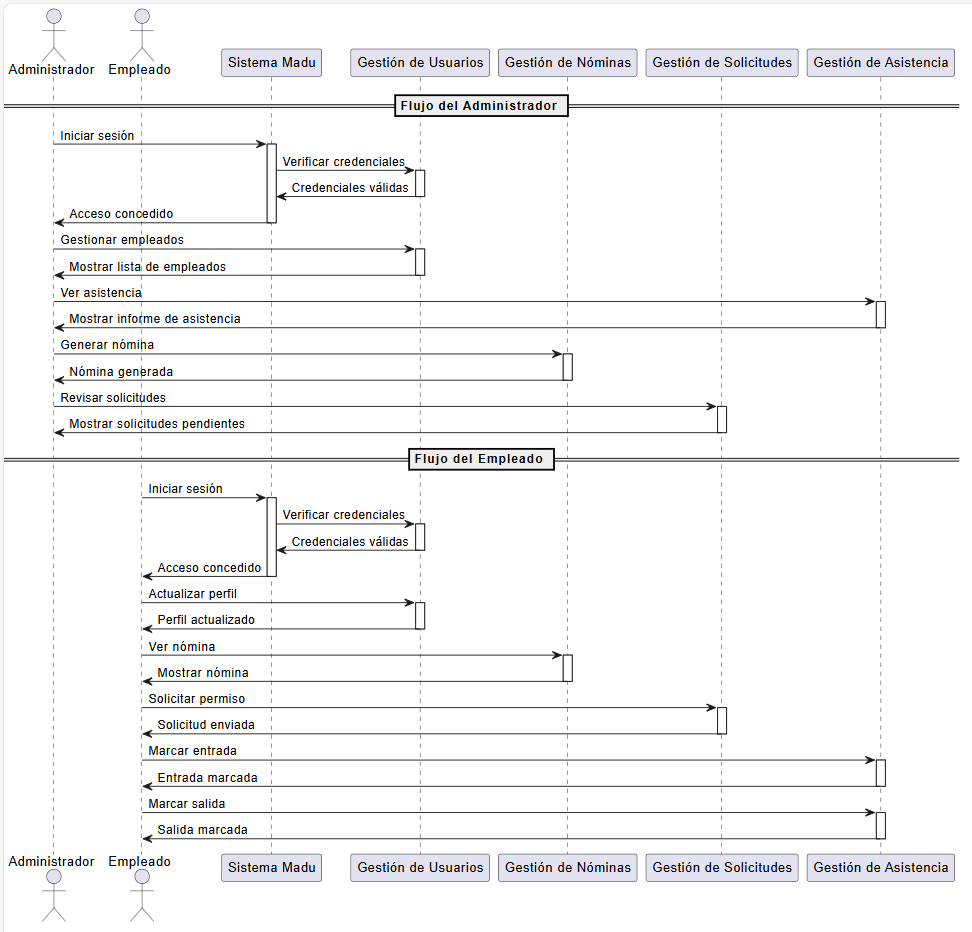 Administrador
Empleado
Sistema Madu
Gestión de Usuarios
Gestión de Nóminas
Gestión de Solicitudes
Gestión de Asistencia
Flujo del Administrador
Iniciar sesión
Verificar credenciales
Credenciales válidas
Acceso concedido
Gestionar empleados
Mostrar lista de empleados
Ver asistencia
Mostrar informe de asistencia
Generar nómina
Nómina generada
Revisar solicitudes
Mostrar solicitudes pendientes
Flujo del Empleado
Iniciar sesión
Verificar credenciales
Credenciales válidas
Acceso concedido
Actualizar perfil
Perfil actualizado
Ver nómina
Mostrar nómina
Solicitar permiso
Solicitud enviada
Marcar entrada
Entrada marcada
Marcar salida
Salida marcada
Administrador
Empleado
Sistema Madu
Gestión de Usuarios
Gestión de Nóminas
Gestión de Solicitudes
Gestión de Asistencia